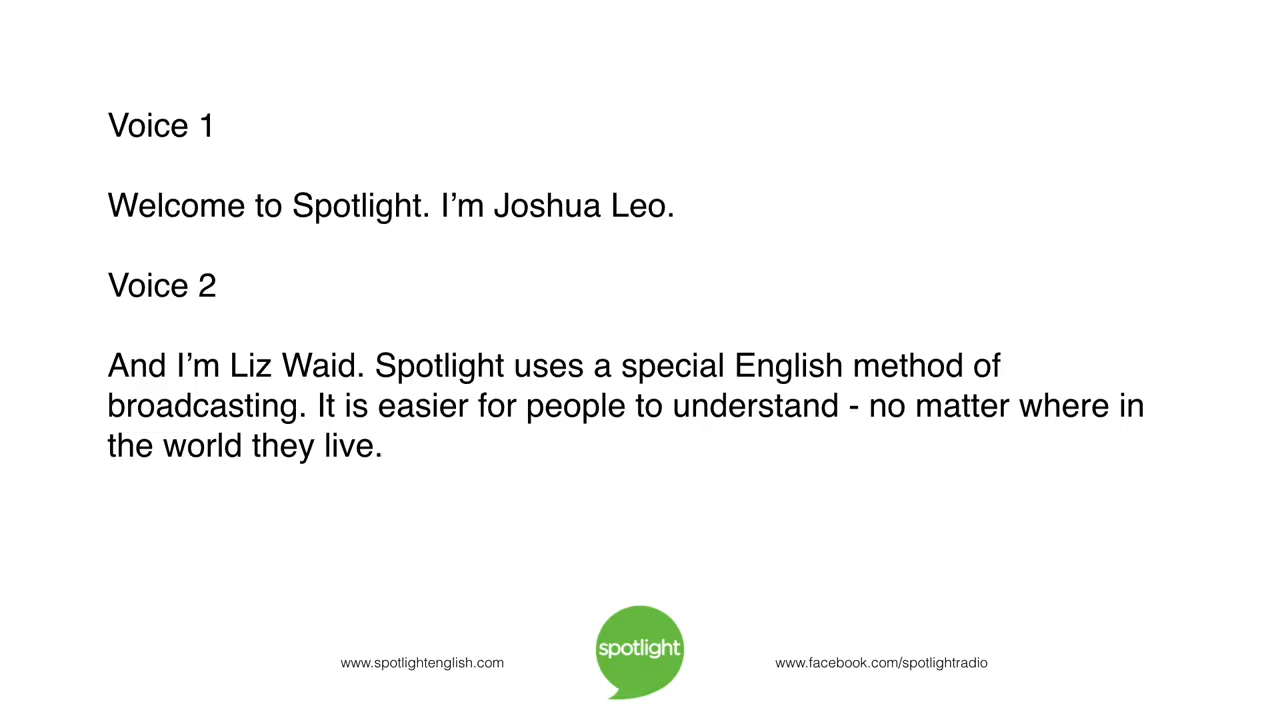 Voice 1
Welcome to Spotlight. I’m Joshua Leo.
Voice 2
And I’m Liz Waid. Spotlight uses a special English method of
broadcasting. It is easier for people to understand - no matter where in
the world they live.
spotlight
www.spotlightenglish.com
www.facebook.com/spotlightradio